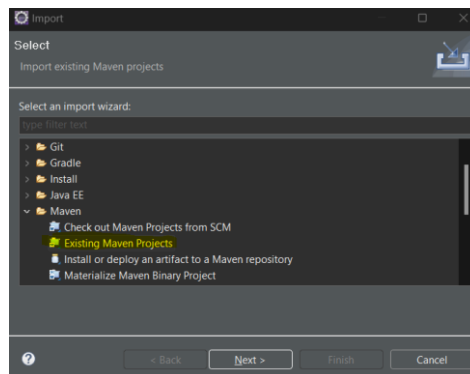 Import
Select
Import existing Maven projects
Select an import wizard:
type filter text
Git
Gradle
Install
Java EE
Maven
Check out Maven Projects from SCM
Existing Maven Projects
Install or deploy an artifact to a Maven repository
Materialize Maven Binary Project
? < Back Next > Finish Cancel